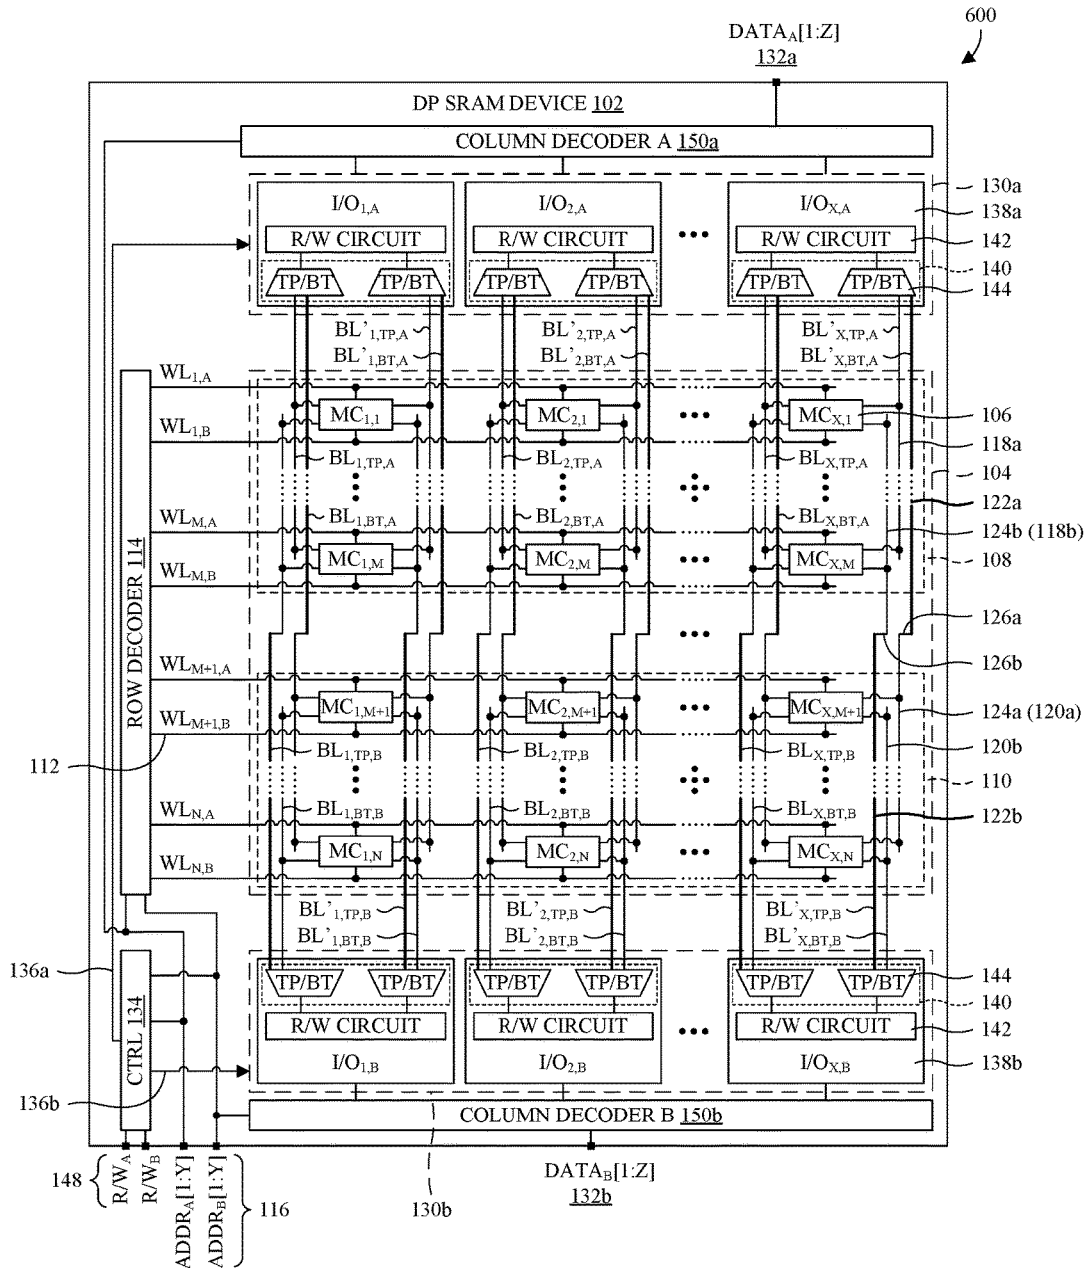 600
DATA_A[1:Z]
132a
DP SRAM DEVICE 102
COLUMN DECODER A 150a
130a
I/O_1,A I/O_2,A I/O_X,A 138a
R/W CIRCUIT R/W CIRCUIT ••• R/W CIRCUIT 142
140
TP/BT TP/BT TP/BT TP/BT TP/BT TP/BT 144
BL'_1,TP,A BL'_2,TP,A BL'_X,TP,A
BL'_1,BT,A BL'_2,BT,A BL'_X,BT,A
WL_1,A
MC_1,1 MC_2,1 ••• MC_X,1 106
WL_1,B 118a
BL_1,TP,A BL_2,TP,A BL_X,TP,A 104
122a
BL_1,BT,A BL_2,BT,A BL_X,BT,A
WL_M,A 124b (118b)
MC_1,M MC_2,M ••• MC_X,M 108
WL_M,B
ROW DECODER 114
126a
126b
WL_M+1,A
MC_1,M+1 MC_2,M+1 ••• MC_X,M+1 124a (120a)
WL_M+1,B
112
BL_1,TP,B BL_2,TP,B BL_X,TP,B 120b
110
BL_1,BT,B BL_2,BT,B BL_X,BT,B 122b
WL_N,A
MC_1,N MC_2,N ••• MC_X,N
WL_N,B
BL'_1,TP,B BL'_2,TP,B BL'_X,TP,B
BL'_1,BT,B BL'_2,BT,B BL'_X,BT,B
136a
CTRL 134
TP/BT TP/BT TP/BT TP/BT TP/BT TP/BT 144
140
R/W CIRCUIT R/W CIRCUIT ••• R/W CIRCUIT 142
I/O_1,B I/O_2,B I/O_X,B 138b
136b
COLUMN DECODER B 150b
148
R/W_A
R/W_B
ADDR_A[1:Y]
ADDR_B[1:Y]
116
130b
DATA_B[1:Z]
132b